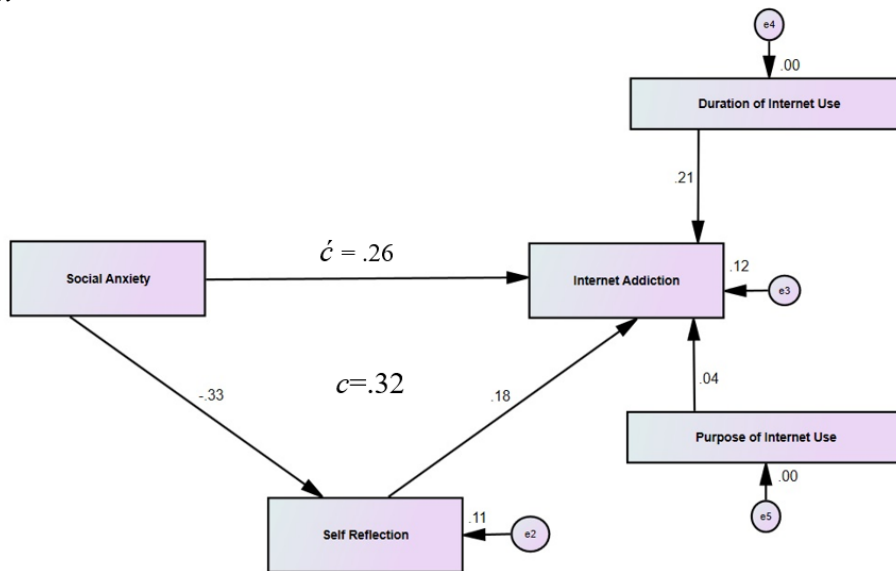 e4
.00
Duration of Internet Use
.21
ć = .26
Social Anxiety
Internet Addiction
.12
e3
-.33
c=.32
.18
.04
Purpose of Internet Use
.00
e5
Self Reflection
.11
e2